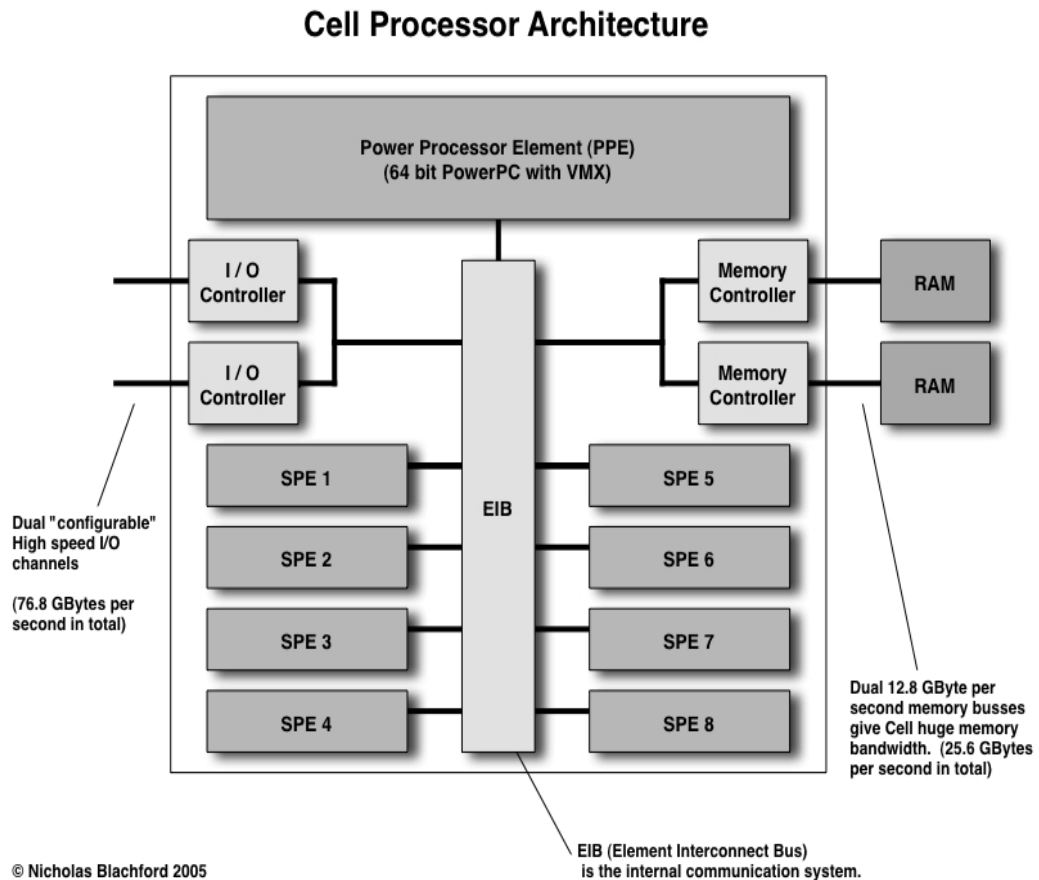 Cell Processor Architecture
Power Processor Element (PPE)
(64 bit PowerPC with VMX)
I / O
Controller
Memory
Controller
RAM
I / O
Controller
Memory
Controller
RAM
SPE 1
SPE 5
EIB
SPE 2
SPE 6
SPE 3
SPE 7
SPE 4
SPE 8
Dual "configurable"
High speed I/O
channels
(76.8 GBytes per
second in total)
Dual 12.8 GByte per
second memory busses
give Cell huge memory
bandwidth. (25.6 GBytes
per second in total)
EIB (Element Interconnect Bus)
is the internal communication system.
© Nicholas Blachford 2005